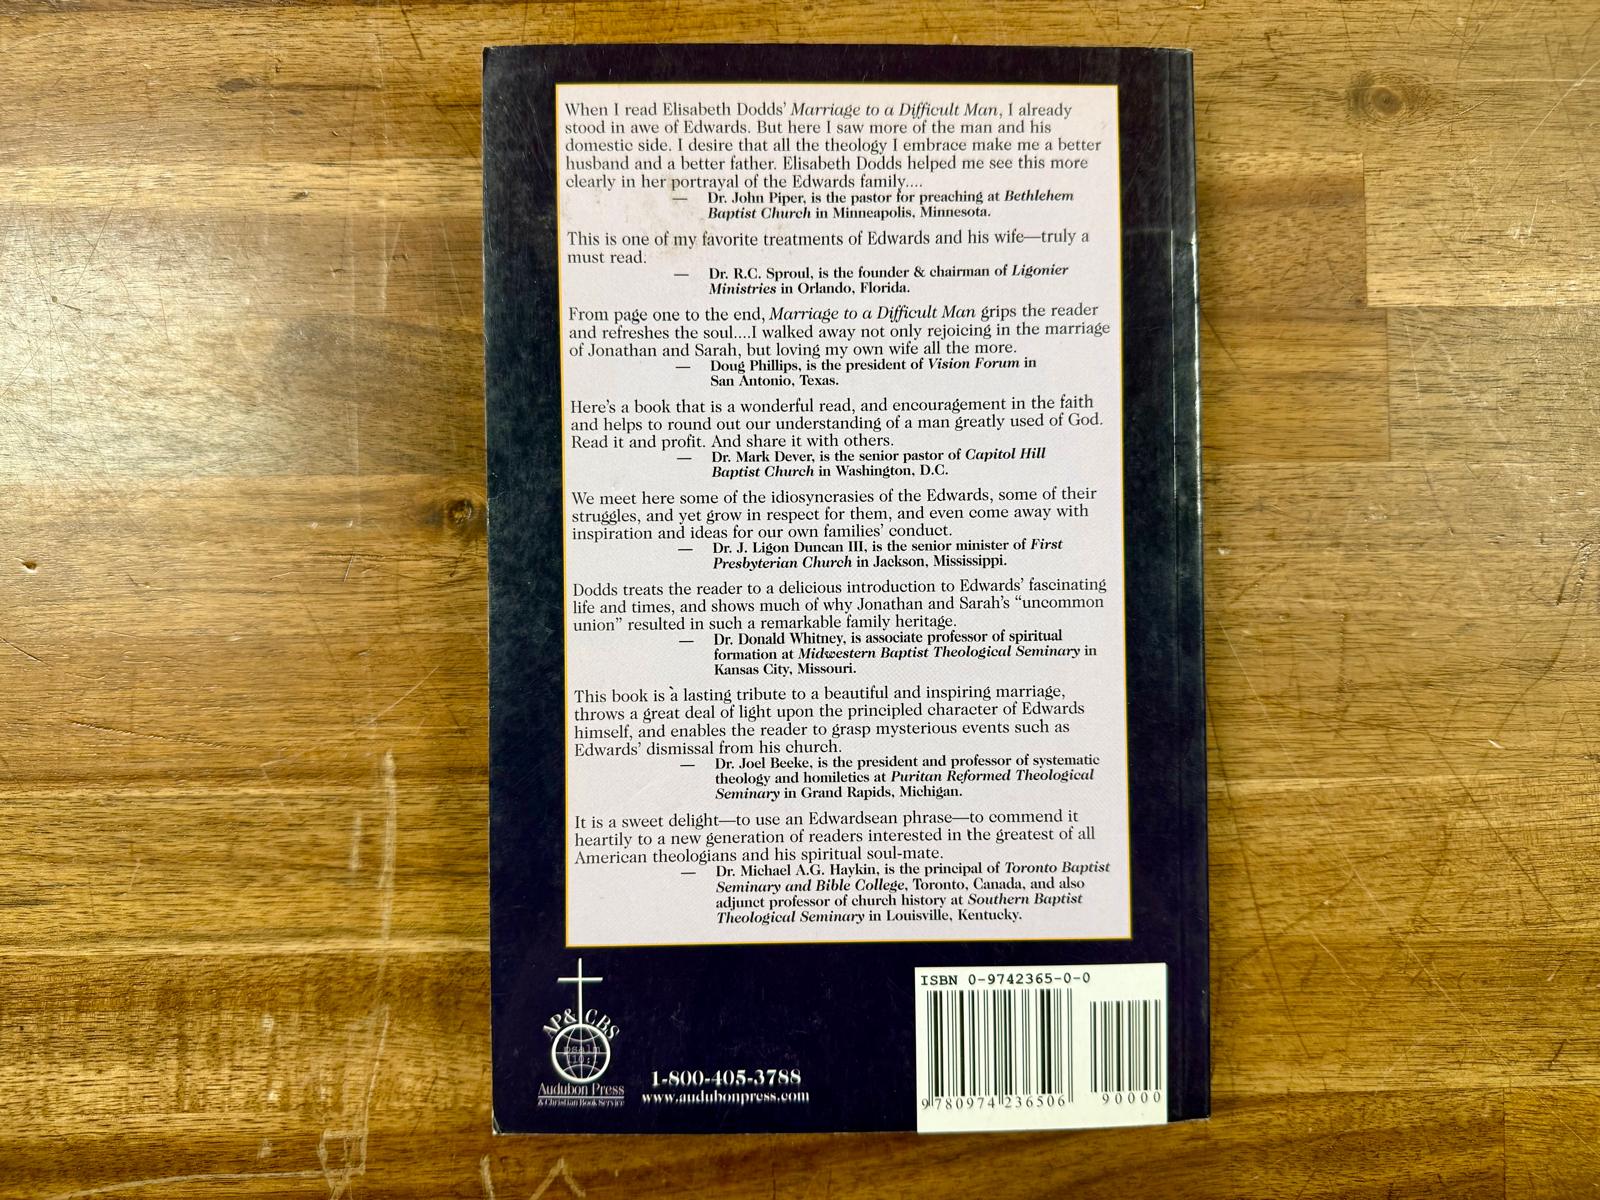 When I read Elisabeth Dodds' Marriage to a Difficult Man, I already
stood in awe of Edwards. But here I saw more of the man and his
domestic side. I desire that all the theology I embrace make me a better
husband and a better father. Elisabeth Dodds helped me see this more
clearly in her portrayal of the Edwards family....
— Dr. John Piper, is the pastor for preaching at Bethlehem
Baptist Church in Minneapolis, Minnesota.
This is one of my favorite treatments of Edwards and his wife—truly a
must read.
— Dr. R.C. Sproul, is the founder & chairman of Ligonier
Ministries in Orlando, Florida.
From page one to the end, Marriage to a Difficult Man grips the reader
and refreshes the soul....I walked away not only rejoicing in the marriage
of Jonathan and Sarah, but loving my own wife all the more.
— Doug Phillips, is the president of Vision Forum in
San Antonio, Texas.
Here's a book that is a wonderful read, and encouragement in the faith
and helps to round out our understanding of a man greatly used of God.
Read it and profit. And share it with others.
— Dr. Mark Dever, is the senior pastor of Capitol Hill
Baptist Church in Washington, D.C.
We meet here some of the idiosyncrasies of the Edwards, some of their
struggles, and yet grow in respect for them, and even come away with
inspiration and ideas for our own families' conduct.
— Dr. J. Ligon Duncan III, is the senior minister of First
Presbyterian Church in Jackson, Mississippi.
Dodds treats the reader to a delicious introduction to Edwards' fascinating
life and times, and shows much of why Jonathan and Sarah's "uncommon
union" resulted in such a remarkable family heritage.
— Dr. Donald Whitney, is associate professor of spiritual
formation at Midwestern Baptist Theological Seminary in
Kansas City, Missouri.
This book is a lasting tribute to a beautiful and inspiring marriage,
throws a great deal of light upon the principled character of Edwards
himself, and enables the reader to grasp mysterious events such as
Edwards' dismissal from his church.
— Dr. Joel Beeke, is the president and professor of systematic
theology and homiletics at Puritan Reformed Theological
Seminary in Grand Rapids, Michigan.
It is a sweet delight—to use an Edwardsean phrase—to commend it
heartily to a new generation of readers interested in the greatest of all
American theologians and his spiritual soul-mate.
— Dr. Michael A.G. Haykin, is the principal of Toronto Baptist
Seminary and Bible College, Toronto, Canada, and also
adjunct professor of church history at Southern Baptist
Theological Seminary in Louisville, Kentucky.
AP&CBS
psalm
Audubon Press
& Christian Book Service
1-800-405-3788
www.audubonpress.com
ISBN 0-9742365-0-0
9 780974 236506
90000